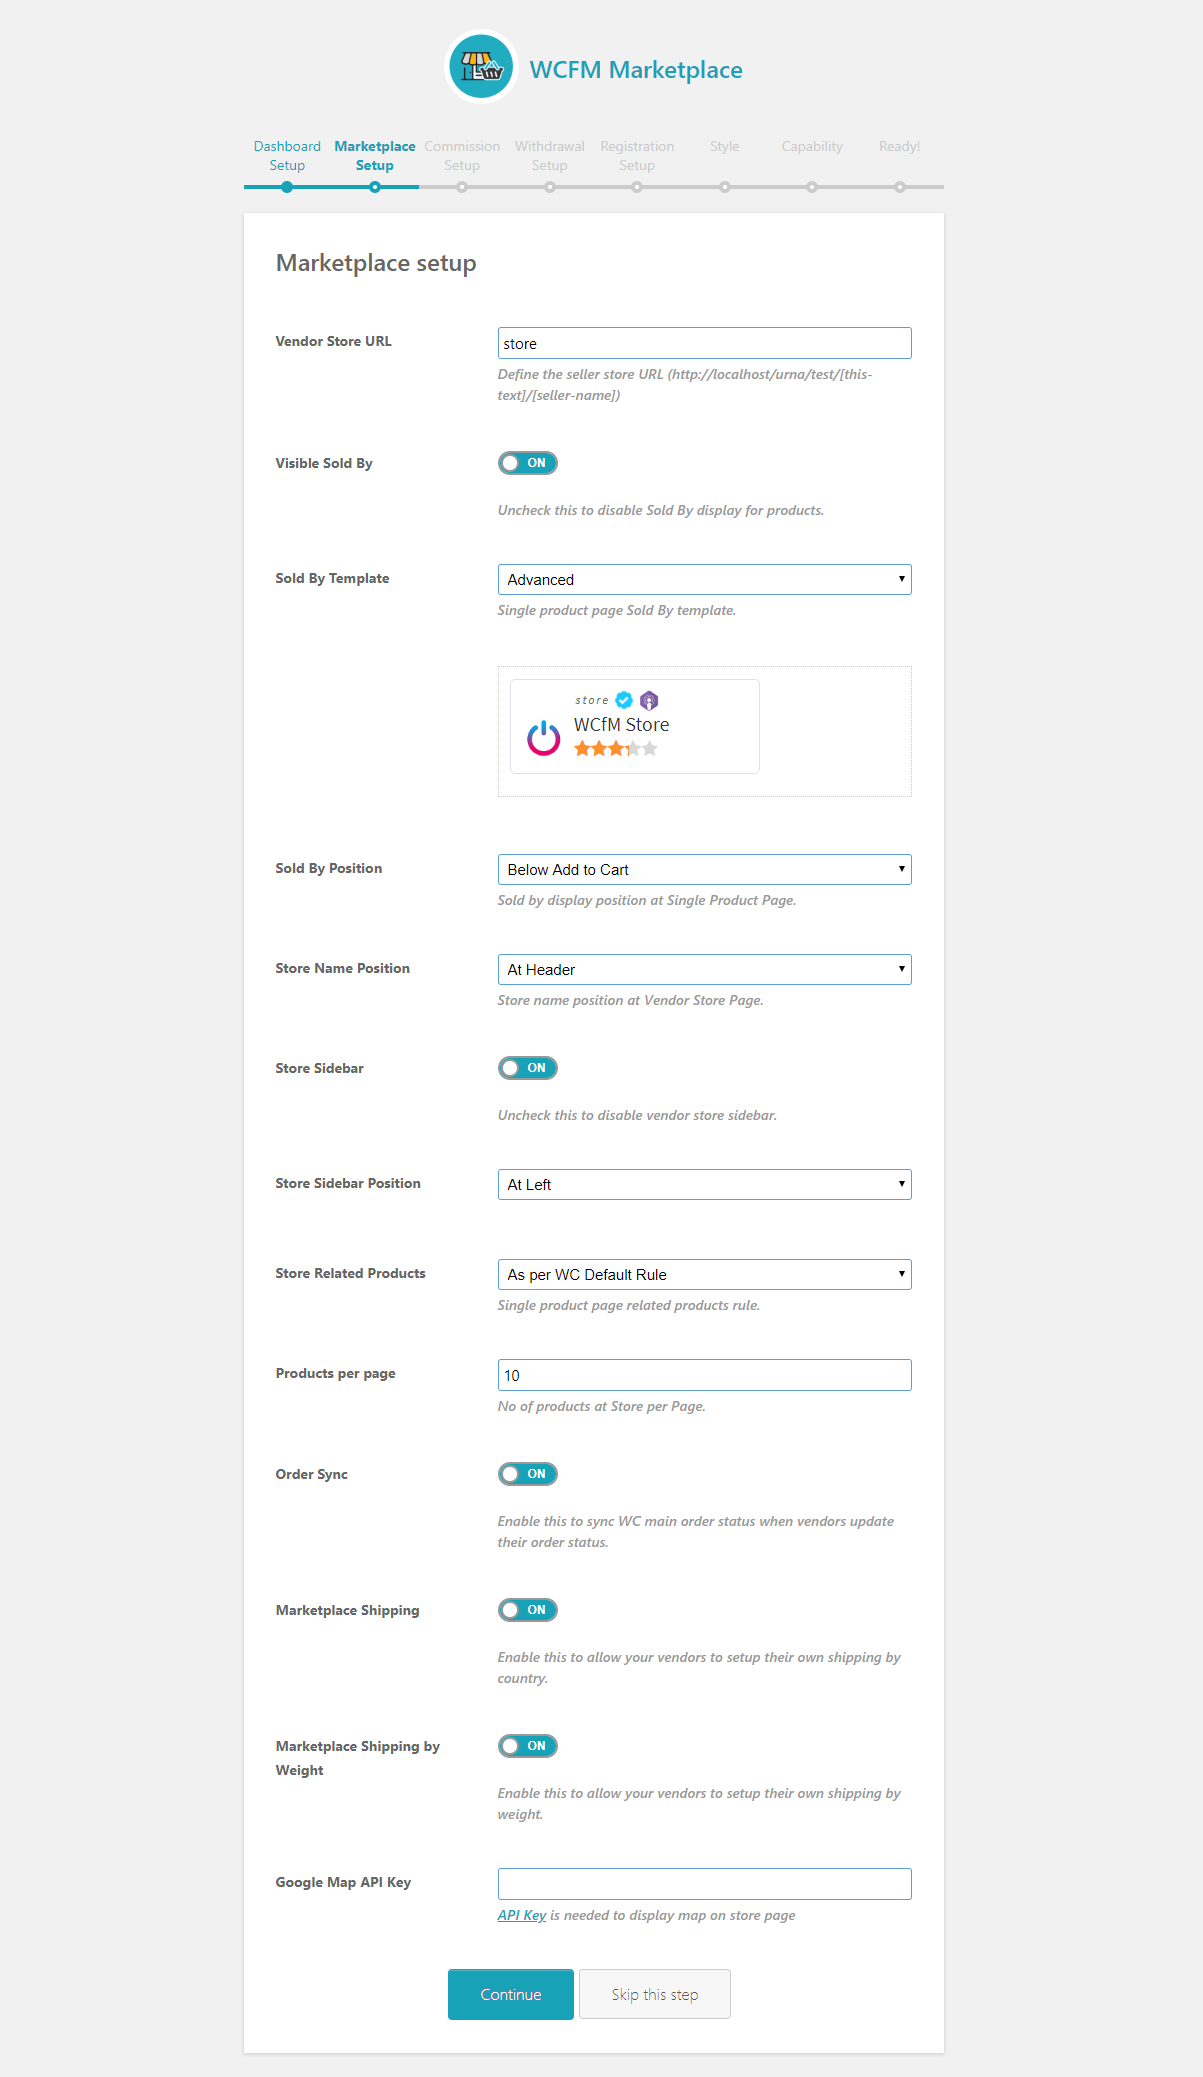 WCFM Marketplace
Dashboard Setup
Marketplace Setup
Commission Setup
Withdrawal Setup
Registration Setup
Style
Capability
Ready!
Marketplace setup
Vendor Store URL
store
Define the seller store URL (http://localhost/urna/test/[this-
text]/[seller-name])
Visible Sold By
ON
Uncheck this to disable Sold By display for products.
Sold By Template
Advanced
Single product page Sold By template.
store
WCfM Store
Sold By Position
Below Add to Cart
Sold by display position at Single Product Page.
Store Name Position
At Header
Store name position at Vendor Store Page.
Store Sidebar
ON
Uncheck this to disable vendor store sidebar.
Store Sidebar Position
At Left
Store Related Products
As per WC Default Rule
Single product page related products rule.
Products per page
10
No of products at Store per Page.
Order Sync
ON
Enable this to sync WC main order status when vendors update
their order status.
Marketplace Shipping
ON
Enable this to allow your vendors to setup their own shipping by
country.
Marketplace Shipping by
Weight
ON
Enable this to allow your vendors to setup their own shipping by
weight.
Google Map API Key
API Key is needed to display map on store page
Continue
Skip this step